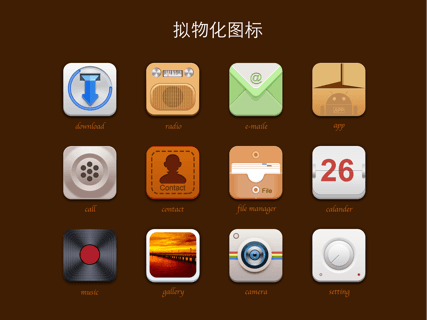 拟物化图标
download radio e-maile app
@
Contact
File
26
call contact file manager calander
music gallery camera setting